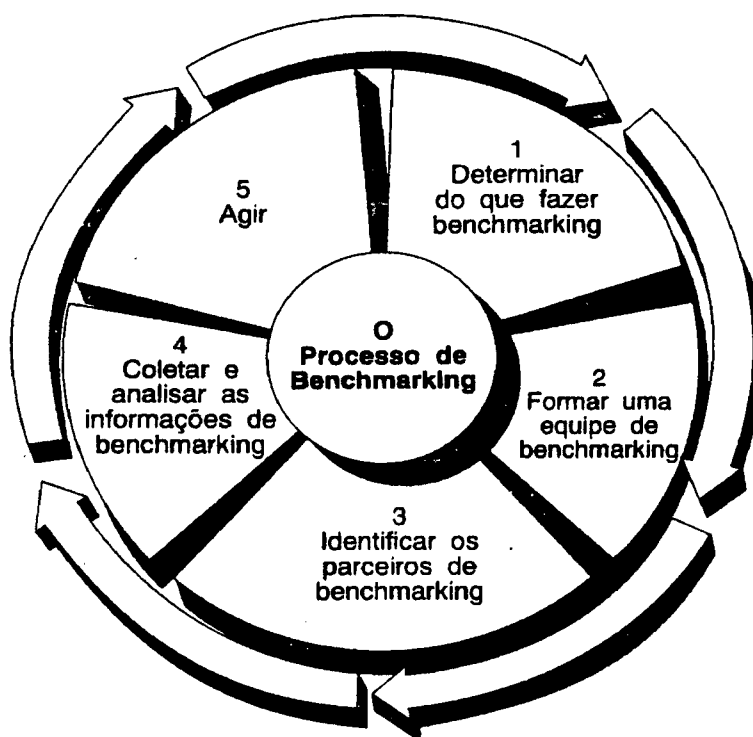 1
Determinar
do que fazer
benchmarking
2
Formar uma
equipe de
benchmarking
3
Identificar os
parceiros de
benchmarking
4
Coletar e
analisar as
informações de
benchmarking
5
Agir
O
Processo de
Benchmarking